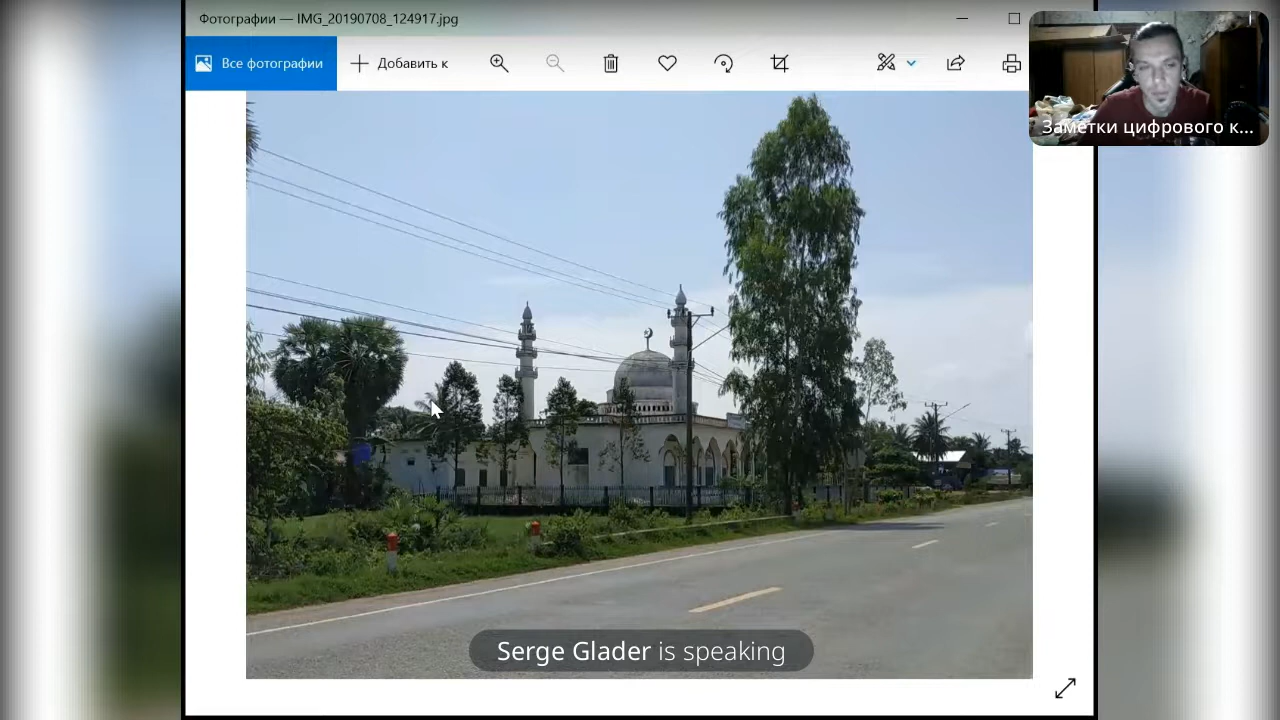 Фотографии — IMG_20190708_124917.jpg
Все фотографии
Добавить к
Заметки цифрового к...
Serge Glader is speaking